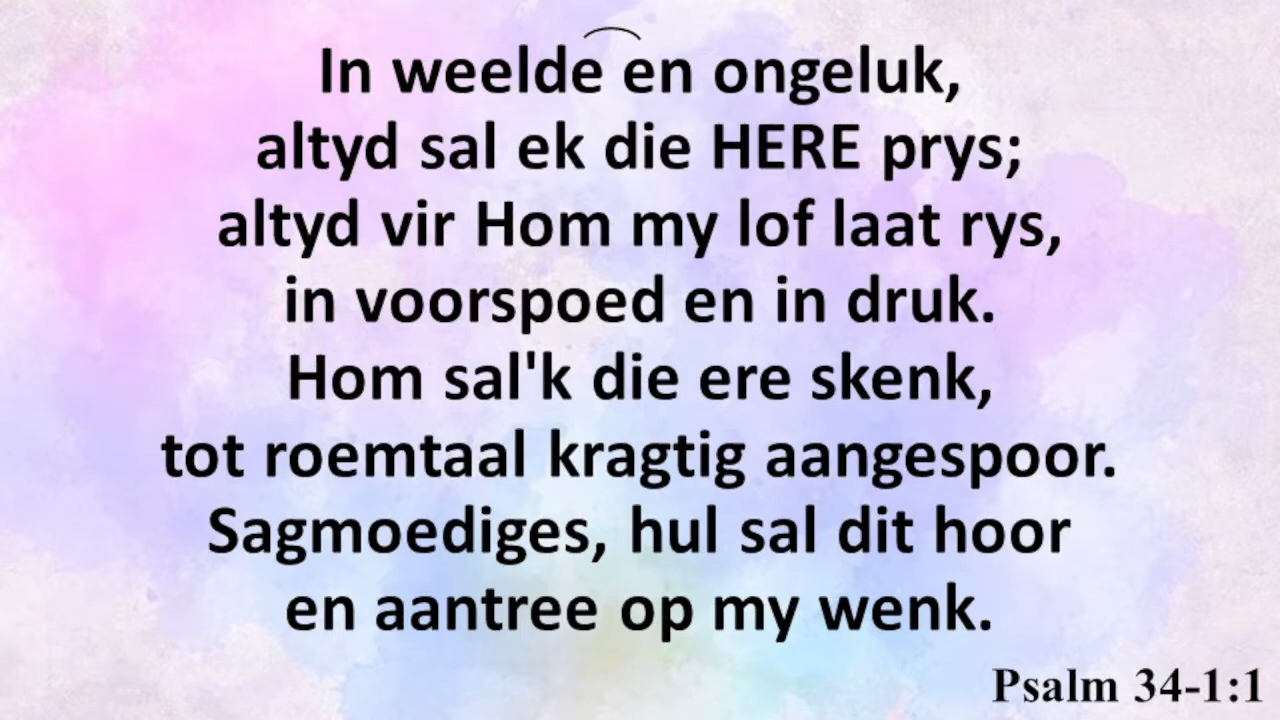 In weelde en ongeluk,
altyd sal ek die HERE prys;
altyd vir Hom my lof laat rys,
in voorspoed en in druk.
Hom sal'k die ere skenk,
tot roemtaal kragtig aangespoor.
Sagmoediges, hul sal dit hoor
en aantree op my wenk.
Psalm 34-1:1